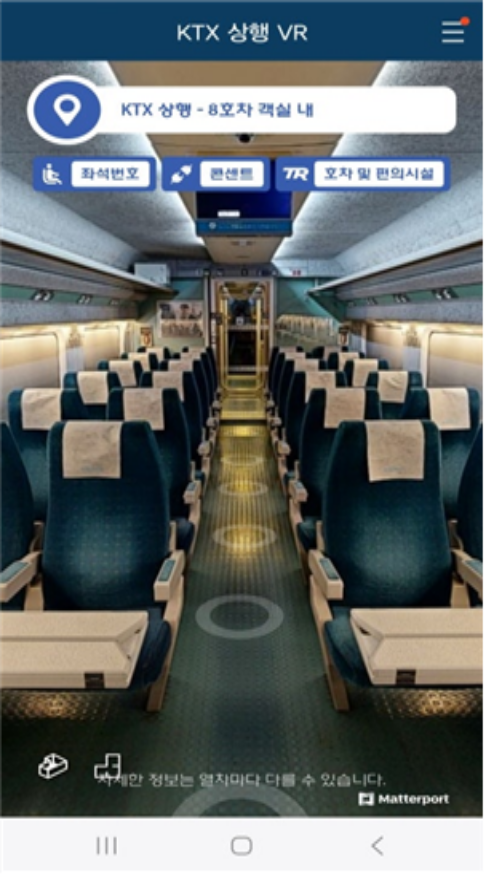 KTX 상행 VR
KTX 상행 - 8호차 객실 내
좌석번호
콘센트
TR 호차 및 편의시설
자세한 정보는 열차마다 다를 수 있습니다.
Matterport